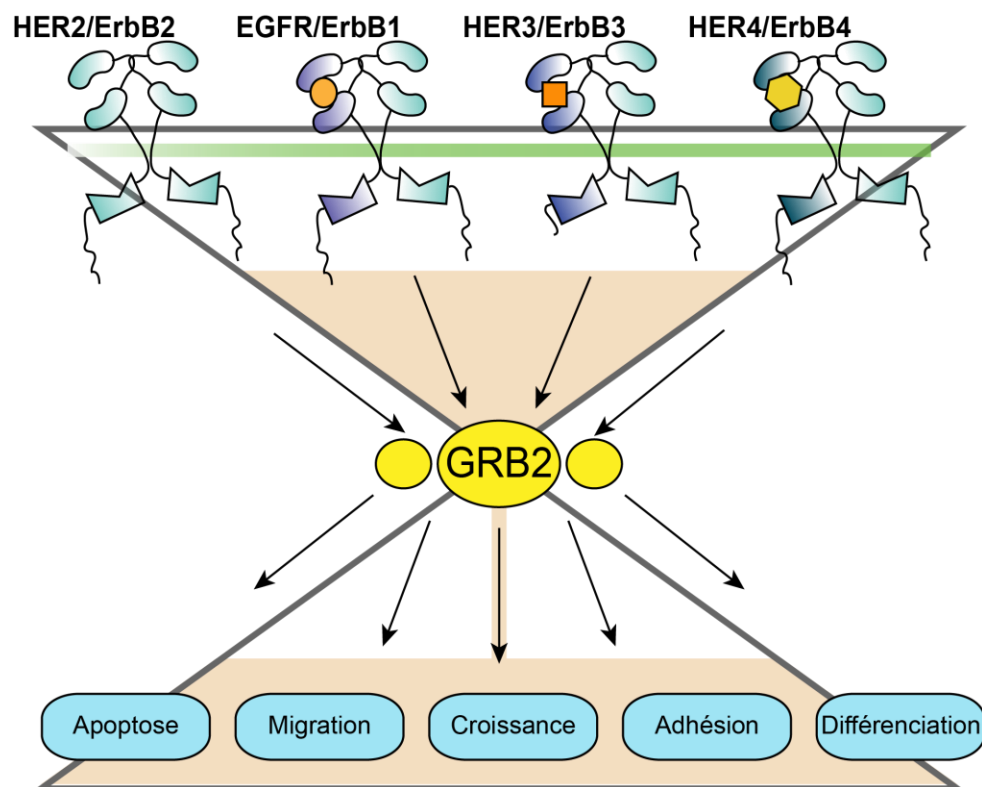 HER2/ErbB2 EGFR/ErbB1 HER3/ErbB3 HER4/ErbB4
GRB2
Apoptose Migration Croissance Adhésion Différenciation